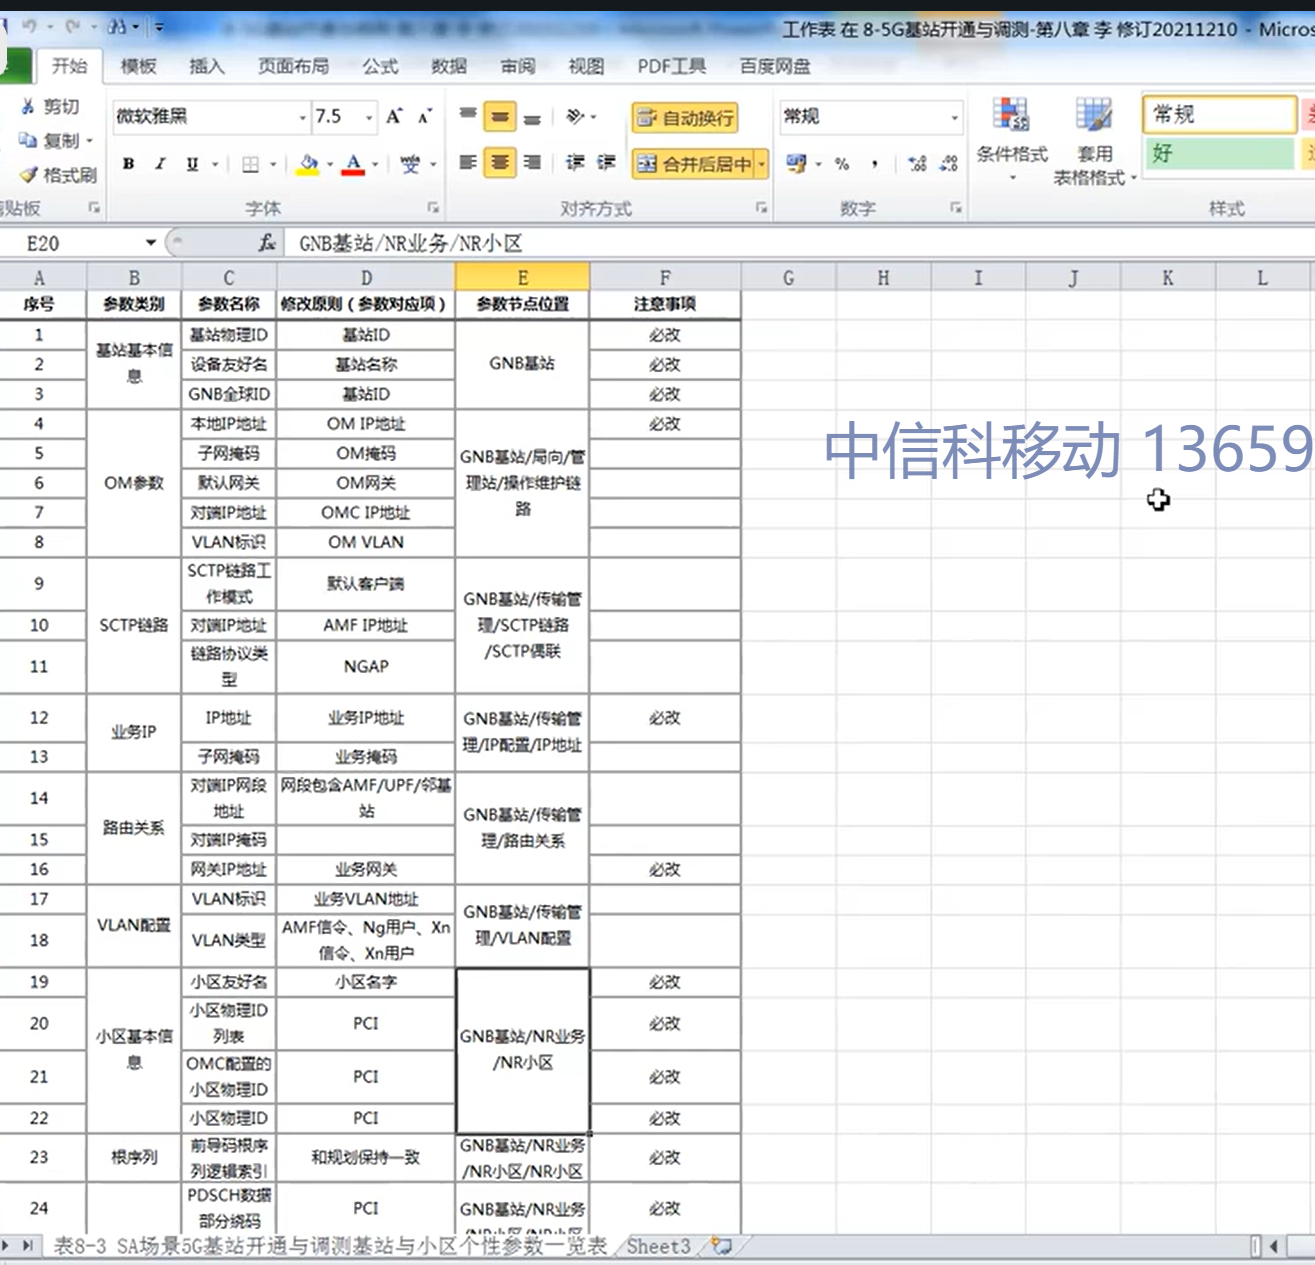 工作表 在 8-5G基站开通与调测-第八章 李 修订20211210 - Micros
开始 模板 插入 页面布局 公式 数据 审阅 视图 PDF工具 百度网盘
剪切
复制
格式刷
剪贴板
微软雅黑 7.5
B I U
字体
自动换行
合并后居中
对齐方式
常规
数字
条件格式
套用
表格格式
常规
好
样式
E20 fx GNB基站/NR业务/NR小区
A B C D E F G H I J K L
序号 参数类别 参数名称 修改原则（参数对应项） 参数节点位置 注意事项
1 基站物理ID 基站ID 必改
基站基本信息
2 设备友好名 基站名称 GNB基站 必改
3 GNB全球ID 基站ID 必改
4 本地IP地址 OM IP地址 必改
5 子网掩码 OM掩码
6 OM参数 默认网关 OM网关 GNB基站/局向/管理站/操作维护链路
7 对端IP地址 OMC IP地址
8 VLAN标识 OM VLAN
9 SCTP链路工作模式 默认客户端
10 SCTP链路 对端IP地址 AMF IP地址 GNB基站/传输管理/SCTP链路/SCTP偶联
11 链路协议类型 NGAP
12 业务IP IP地址 业务IP地址 GNB基站/传输管理/IP配置/IP地址 必改
13 子网掩码 业务掩码
14 对端IP网段地址 网段包含AMF/UPF/邻基站
15 路由关系 对端IP掩码 GNB基站/传输管理/路由关系
16 网关IP地址 业务网关 必改
17 VLAN标识 业务VLAN地址
18 VLAN配置 VLAN类型 AMF信令、Ng用户、Xn信令、Xn用户 GNB基站/传输管理/VLAN配置
19 小区友好名 小区名字 必改
20 小区基本信息 小区物理ID列表 PCI GNB基站/NR业务/NR小区 必改
21 OMC配置的小区物理ID PCI 必改
22 小区物理ID PCI 必改
23 根序列 前导码根序列逻辑索引 和规划保持一致 GNB基站/NR业务/NR小区/NR小区 必改
24 PDSCH数据部分绕码 PCI GNB基站/NR业务/NR小区/NR小区 必改
中信科移动 13659
表8-3 SA场景5G基站开通与调测基站与小区个性参数一览表 Sheet3